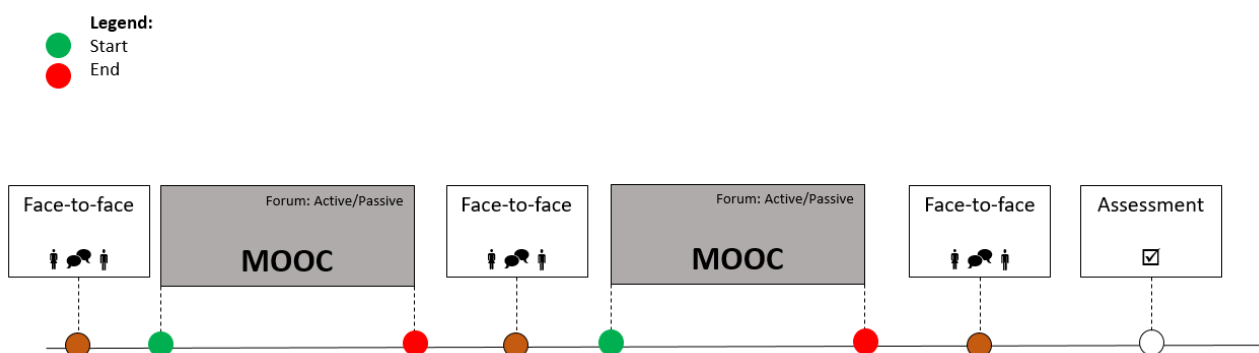 Legend:
Start
End
Face-to-face
Forum: Active/Passive
MOOC
Face-to-face
Forum: Active/Passive
MOOC
Face-to-face
Assessment